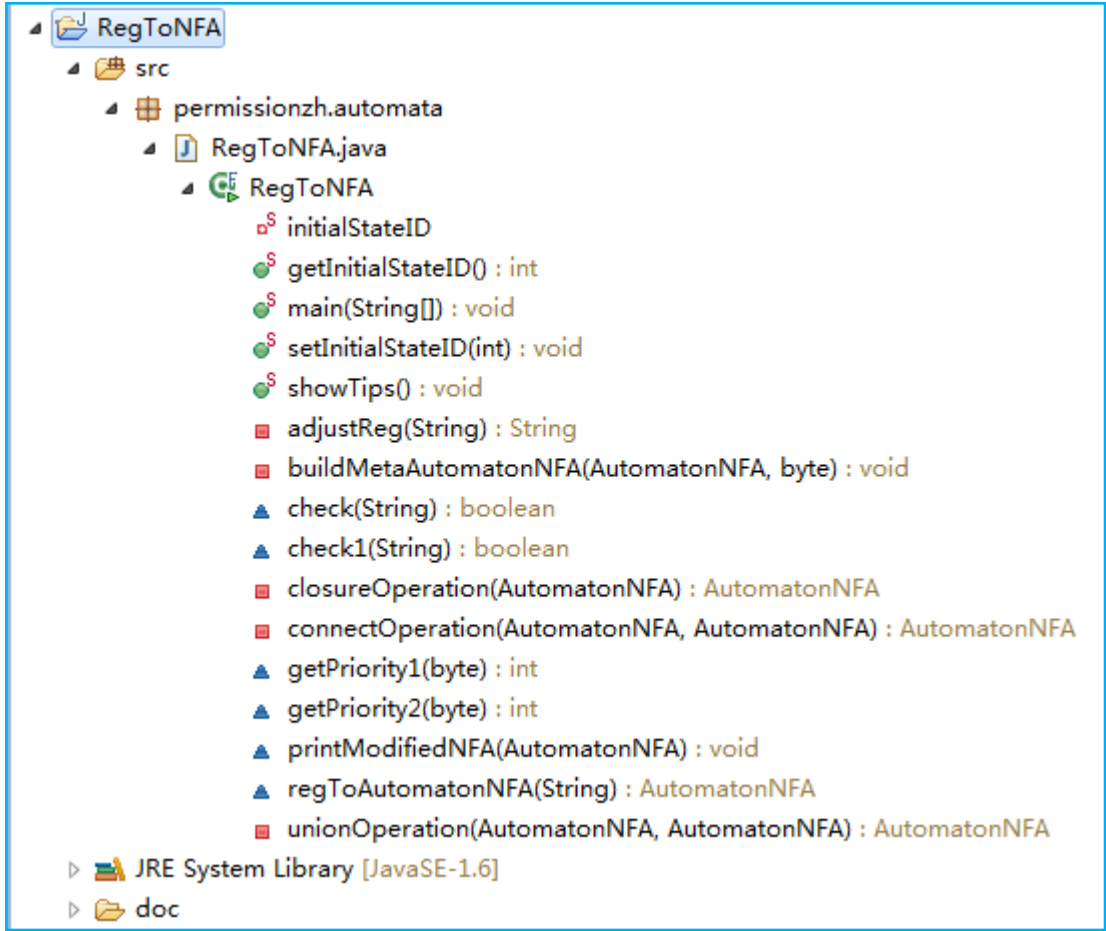 RegToNFA
src
permissionzh.automata
RegToNFA.java
RegToNFA
initialStateID
getInitialStateID() : int
main(String[]) : void
setInitialStateID(int) : void
showTips() : void
adjustReg(String) : String
buildMetaAutomatonNFA(AutomatonNFA, byte) : void
check(String) : boolean
check1(String) : boolean
closureOperation(AutomatonNFA) : AutomatonNFA
connectOperation(AutomatonNFA, AutomatonNFA) : AutomatonNFA
getPriority1(byte) : int
getPriority2(byte) : int
printModifiedNFA(AutomatonNFA) : void
regToAutomatonNFA(String) : AutomatonNFA
unionOperation(AutomatonNFA, AutomatonNFA) : AutomatonNFA
JRE System Library [JavaSE-1.6]
doc